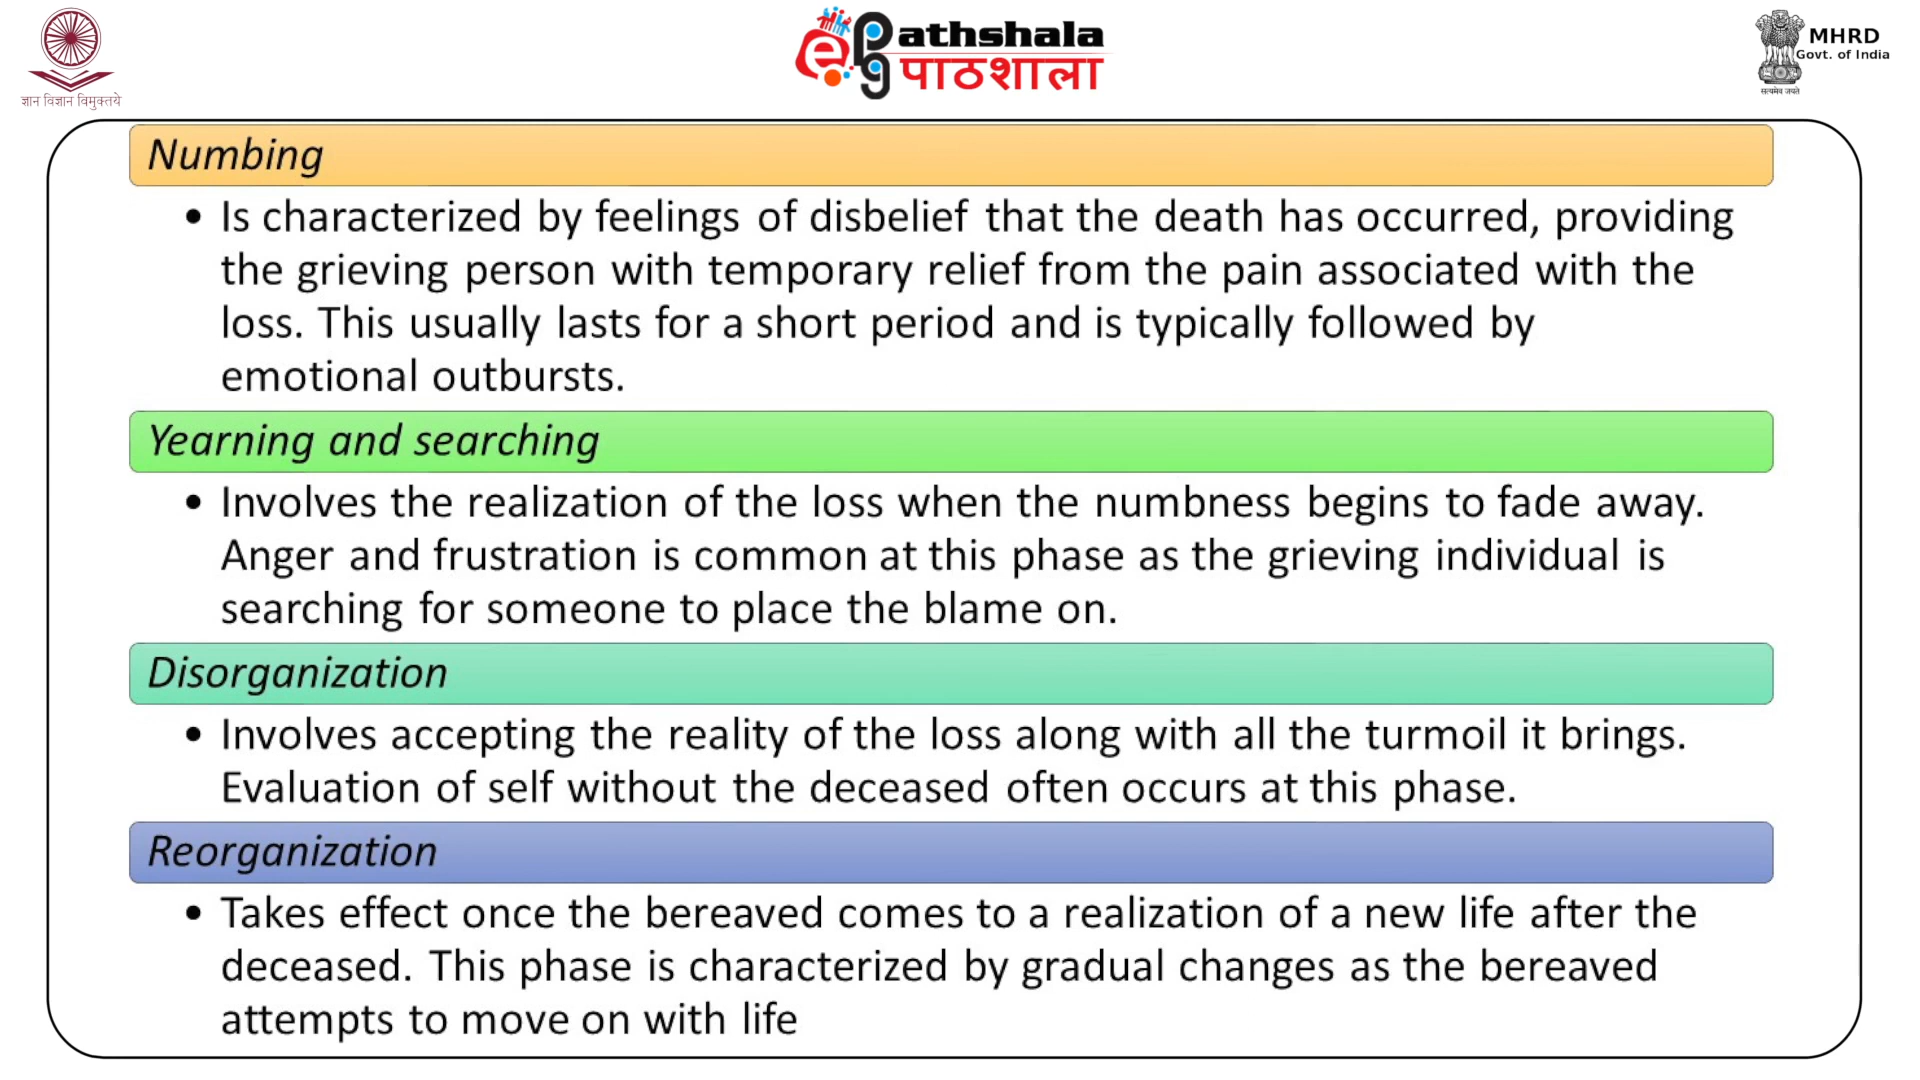 ज्ञान विज्ञान विमुक्तये
ePG athshala
पाठशाला
MHRD
Govt. of India
सत्यमेव जयते
Numbing
• Is characterized by feelings of disbelief that the death has occurred, providing
the grieving person with temporary relief from the pain associated with the
loss. This usually lasts for a short period and is typically followed by
emotional outbursts.
Yearning and searching
• Involves the realization of the loss when the numbness begins to fade away.
Anger and frustration is common at this phase as the grieving individual is
searching for someone to place the blame on.
Disorganization
• Involves accepting the reality of the loss along with all the turmoil it brings.
Evaluation of self without the deceased often occurs at this phase.
Reorganization
• Takes effect once the bereaved comes to a realization of a new life after the
deceased. This phase is characterized by gradual changes as the bereaved
attempts to move on with life